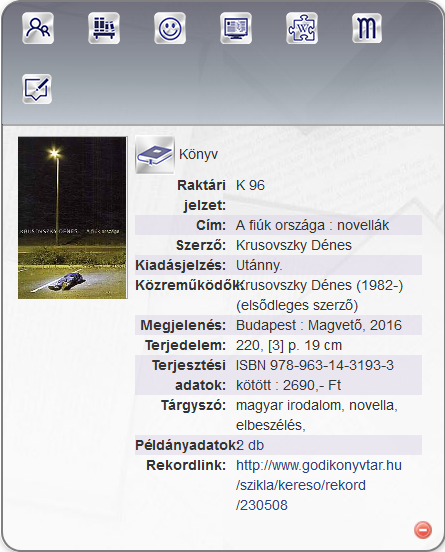 W
m
Könyv
KRUSOVSZKY DÉNES A fiúk országa
Raktári jelzet: K 96
Cím: A fiúk országa : novellák
Szerző: Krusovszky Dénes
Kiadásjelzés: Utánny.
Közreműködők: Krusovszky Dénes (1982-)
(elsődleges szerző)
Megjelenés: Budapest : Magvető, 2016
Terjedelem: 220, [3] p. 19 cm
Terjesztési adatok: ISBN 978-963-14-3193-3
kötött : 2690,- Ft
Tárgyszó: magyar irodalom, novella,
elbeszélés,
Példányadatok: 2 db
Rekordlink: http://www.godikonyvtar.hu
/szikla/kereso/rekord
/230508